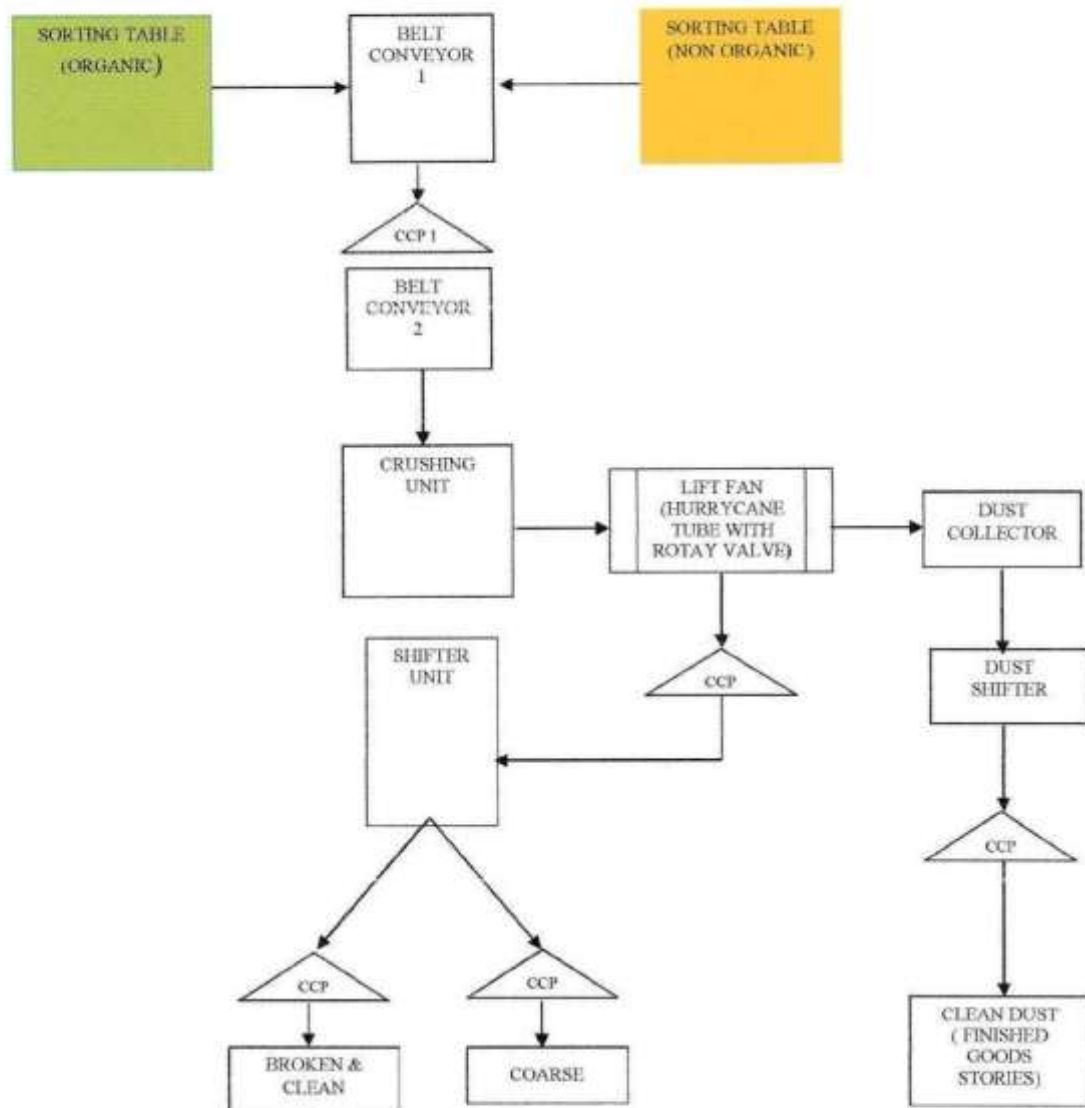 SORTING TABLE
(ORGANIC)
BELT
CONVEYOR
1
SORTING TABLE
(NON ORGANIC)
CCP 1
BELT
CONVEYOR
2
CRUSHING
UNIT
LIFT FAN
(HURRYCANE
TUBE WITH
ROTAY VALVE)
DUST
COLLECTOR
SHIFTER
UNIT
CCP
DUST
SHIFTER
CCP
CCP
CCP
BROKEN &
CLEAN
COARSE
CLEAN DUST
( FINISHED
GOODS
STORIES)